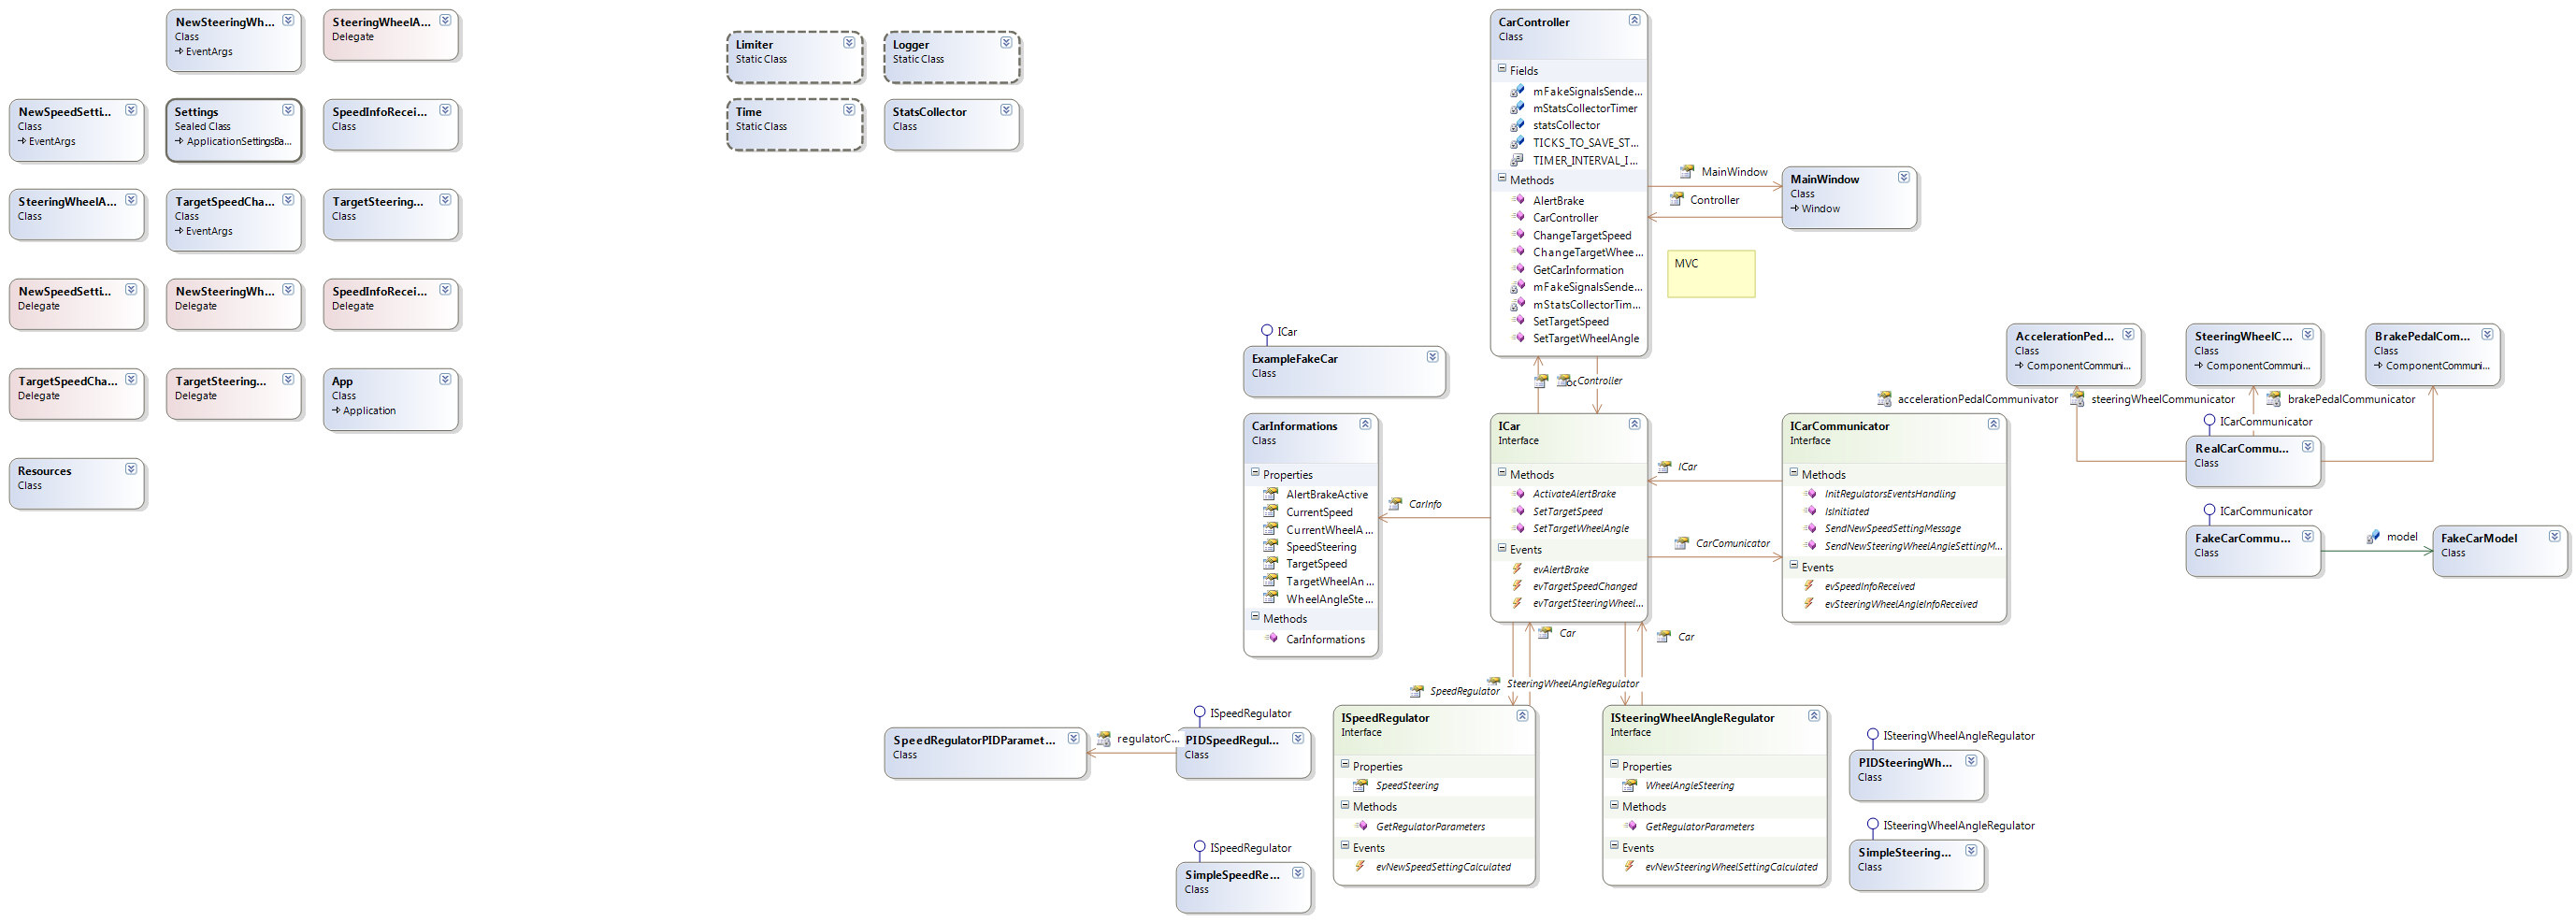 NewSteeringWh...
Class
EventArgs
SteeringWheelA...
Delegate
NewSpeedSetti...
Class
EventArgs
Settings
Sealed Class
ApplicationSettingsBa...
SpeedInfoRecei...
Class
SteeringWheelA...
Class
TargetSpeedCha...
Class
EventArgs
TargetSteering...
Class
NewSpeedSetti...
Delegate
NewSteeringWh...
Delegate
SpeedInfoRecei...
Delegate
TargetSpeedCha...
Delegate
TargetSteering...
Delegate
App
Class
Application
Resources
Class
Limiter
Static Class
Logger
Static Class
Time
Static Class
StatsCollector
Class
CarController
Class
Fields
mFakeSignalsSende...
mStatsCollectorTimer
statsCollector
TICKS_TO_SAVE_ST...
TIMER_INTERVAL_I...
Methods
AlertBrake
CarController
ChangeTargetSpeed
ChangeTargetWhee...
GetCarInformation
mFakeSignalsSende...
mStatsCollectorTim...
SetTargetSpeed
SetTargetWheelAngle
MainWindow
Controller
MainWindow
Class
Window
MVC
ICar
ExampleFakeCar
Class
Controller
CarInformations
Class
Properties
AlertBrakeActive
CurrentSpeed
CurrentWheelA...
SpeedSteering
TargetSpeed
TargetWheelAn...
WheelAngleSte...
Methods
CarInformations
CarInfo
ICar
Interface
Methods
ActivateAlertBrake
SetTargetSpeed
SetTargetWheelAngle
Events
evAlertBrake
evTargetSpeedChanged
evTargetSteeringWheel...
ICar
CarComunicator
ICarCommunicator
Interface
Methods
InitRegulatorsEventsHandling
IsInitiated
SendNewSpeedSettingMessage
SendNewSteeringWheelAngleSettingM...
Events
evSpeedInfoReceived
evSteeringWheelAngleInfoReceived
AccelerationPed...
Class
ComponentCommuni...
SteeringWheelC...
Class
ComponentCommuni...
BrakePedalCom...
Class
ComponentCommuni...
accelerationPedalCommunivator
steeringWheelCommunicator
brakePedalCommunicator
ICarCommunicator
RealCarCommu...
Class
ICarCommunicator
FakeCarCommu...
Class
model
FakeCarModel
Class
Car
Car
SpeedRegulator
SteeringWheelAngleRegulator
SpeedRegulatorPIDParamet...
Class
regulatorC...
ISpeedRegulator
PIDSpeedRegul...
Class
ISpeedRegulator
SimpleSpeedRe...
Class
ISpeedRegulator
Interface
Properties
SpeedSteering
Methods
GetRegulatorParameters
Events
evNewSpeedSettingCalculated
ISteeringWheelAngleRegulator
Interface
Properties
WheelAngleSteering
Methods
GetRegulatorParameters
Events
evNewSteeringWheelSettingCalculated
ISteeringWheelAngleRegulator
PIDSteeringWh...
Class
ISteeringWheelAngleRegulator
SimpleSteering...
Class